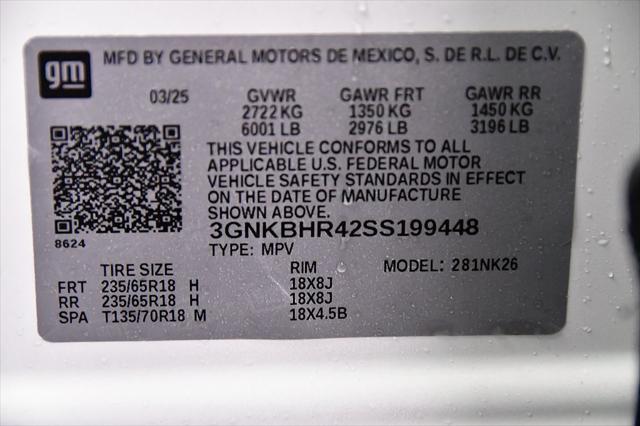 gm
MFD BY GENERAL MOTORS DE MEXICO, S. DE R.L. DE C.V.
03/25 GVWR GAWR FRT GAWR RR
2722 KG 1350 KG 1450 KG
6001 LB 2976 LB 3196 LB
THIS VEHICLE CONFORMS TO ALL
APPLICABLE U.S. FEDERAL MOTOR
VEHICLE SAFETY STANDARDS IN EFFECT
ON THE DATE OF MANUFACTURE
SHOWN ABOVE.
8624
3GNKBHR42SS199448
TYPE: MPV
TIRE SIZE RIM MODEL: 281NK26
FRT 235/65R18 H 18X8J
RR 235/65R18 H 18X8J
SPA T135/70R18 M 18X4.5B